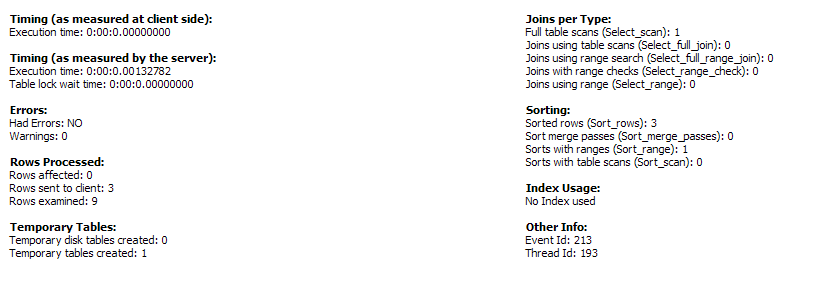 Timing (as measured at client side):
Execution time: 0:00:0.00000000
Timing (as measured by the server):
Execution time: 0:00:0.00132782
Table lock wait time: 0:00:0.00000000
Errors:
Had Errors: NO
Warnings: 0
Rows Processed:
Rows affected: 0
Rows sent to client: 3
Rows examined: 9
Temporary Tables:
Temporary disk tables created: 0
Temporary tables created: 1
Joins per Type:
Full table scans (Select_scan): 1
Joins using table scans (Select_full_join): 0
Joins using range search (Select_full_range_join): 0
Joins with range checks (Select_range_check): 0
Joins using range (Select_range): 0
Sorting:
Sorted rows (Sort_rows): 3
Sort merge passes (Sort_merge_passes): 0
Sorts with ranges (Sort_range): 1
Sorts with table scans (Sort_scan): 0
Index Usage:
No Index used
Other Info:
Event Id: 213
Thread Id: 193